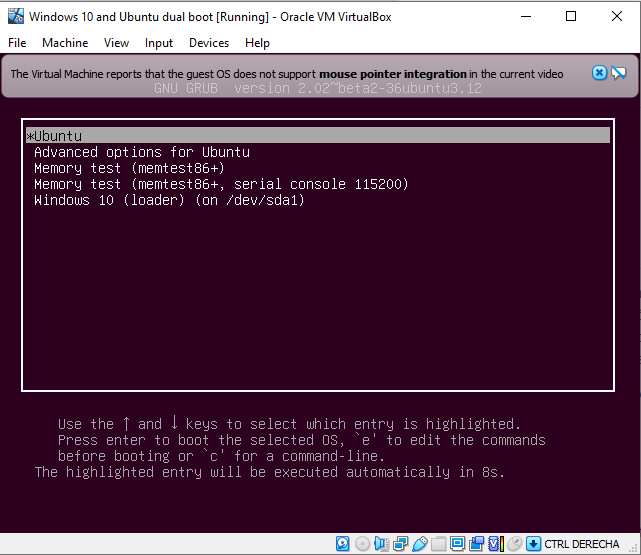 Windows 10 and Ubuntu dual boot [Running] - Oracle VM VirtualBox
File Machine View Input Devices Help
The Virtual Machine reports that the guest OS does not support mouse pointer integration in the current video
GNU GRUB version 2.02~beta2-36ubuntu3.12
*Ubuntu
Advanced options for Ubuntu
Memory test (memtest86+)
Memory test (memtest86+, serial console 115200)
Windows 10 (loader) (on /dev/sda1)
Use the ↑ and ↓ keys to select which entry is highlighted.
Press enter to boot the selected OS, `e' to edit the commands
before booting or `c' for a command-line.
The highlighted entry will be executed automatically in 8s.
CTRL DERECHA